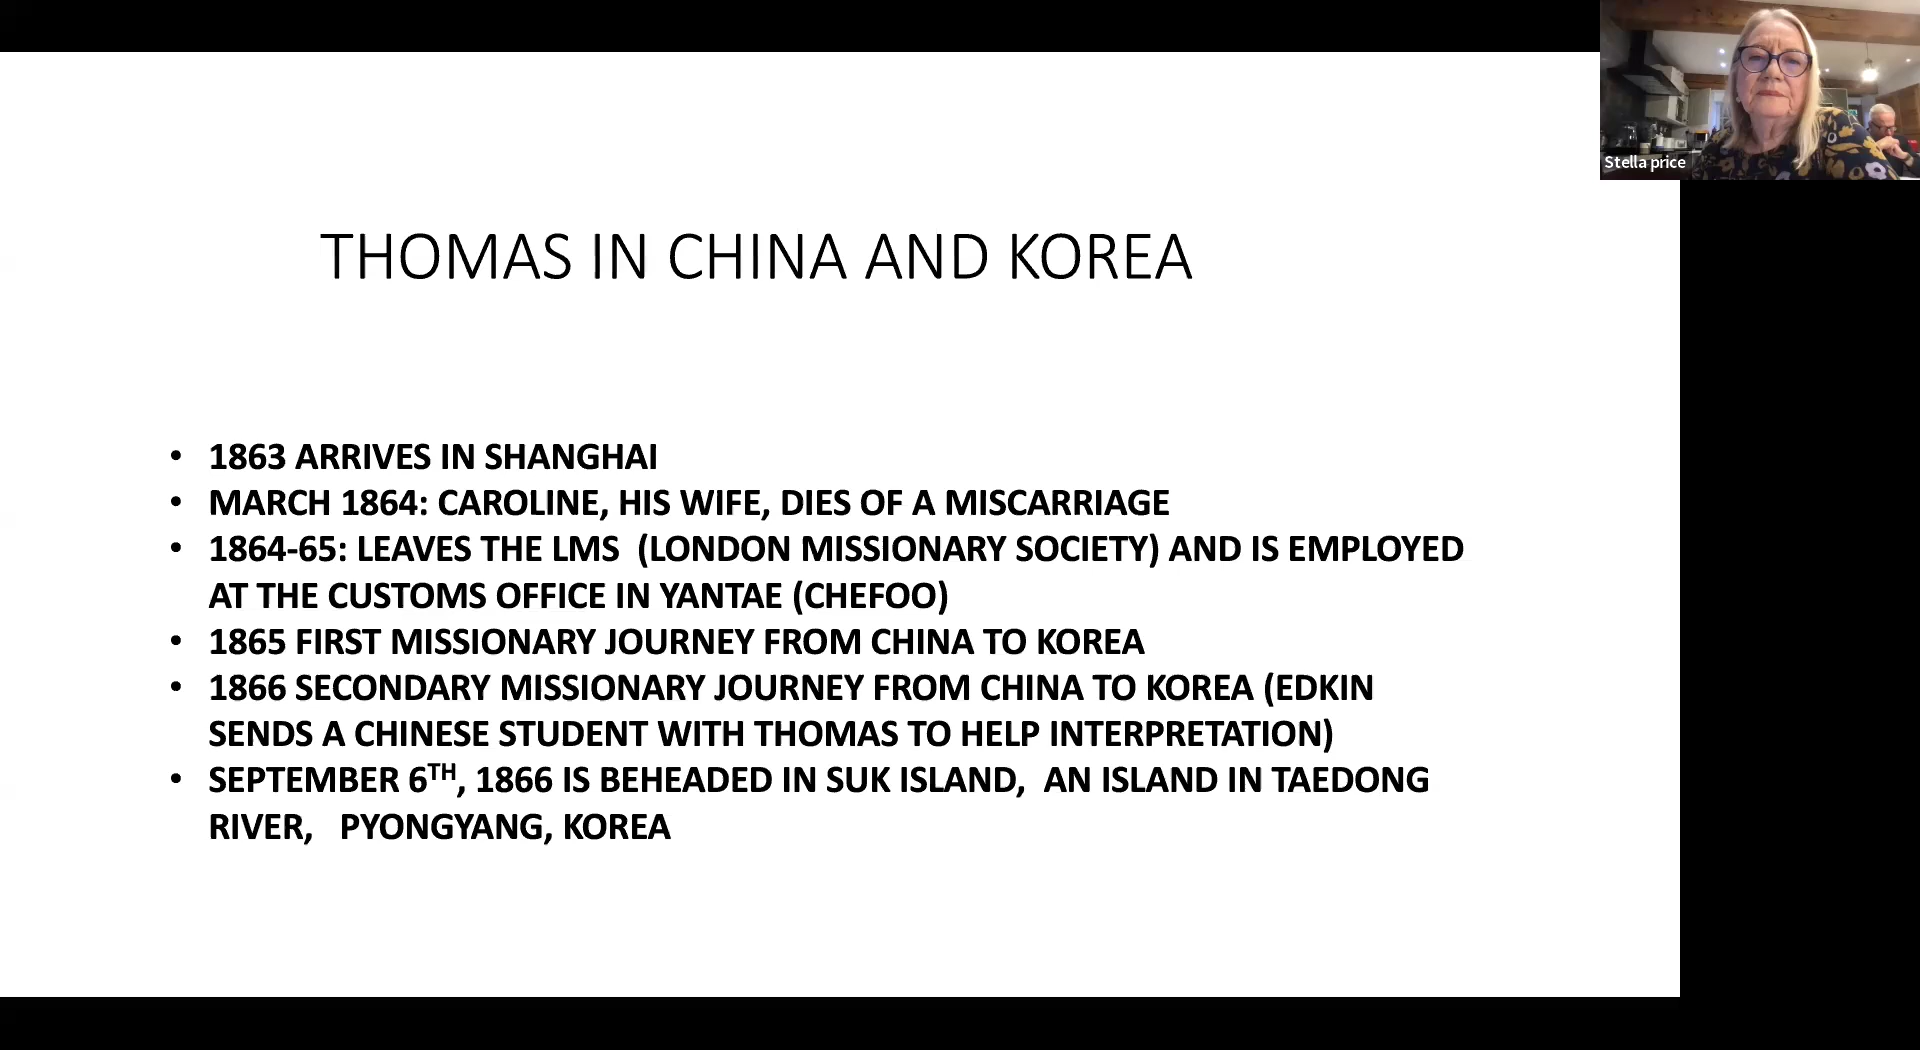 Stella price
THOMAS IN CHINA AND KOREA
• 1863 ARRIVES IN SHANGHAI
• MARCH 1864: CAROLINE, HIS WIFE, DIES OF A MISCARRIAGE
• 1864-65: LEAVES THE LMS  (LONDON MISSIONARY SOCIETY) AND IS EMPLOYED
AT THE CUSTOMS OFFICE IN YANTAE (CHEFOO)
• 1865 FIRST MISSIONARY JOURNEY FROM CHINA TO KOREA
• 1866 SECONDARY MISSIONARY JOURNEY FROM CHINA TO KOREA (EDKIN
SENDS A CHINESE STUDENT WITH THOMAS TO HELP INTERPRETATION)
• SEPTEMBER 6TH, 1866 IS BEHEADED IN SUK ISLAND,  AN ISLAND IN TAEDONG
RIVER,   PYONGYANG, KOREA